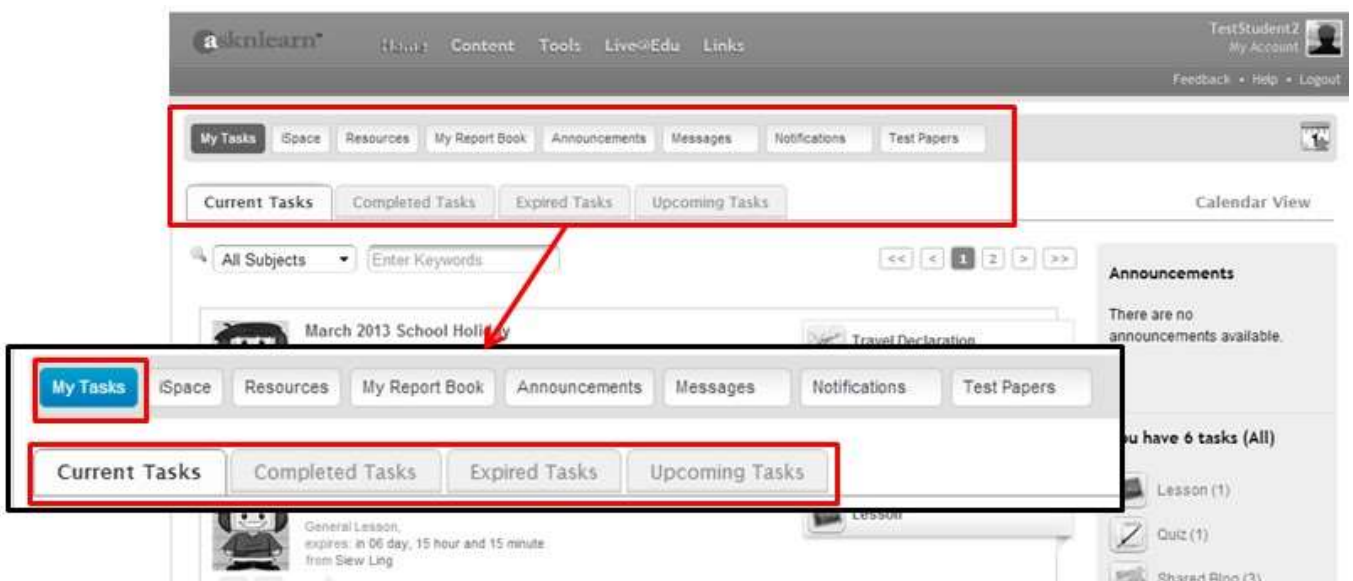 asknlearn
Home Content Tools Live@Edu Links
TestStudent2
My Account
Feedback • Help • Logout
My Tasks iSpace Resources My Report Book Announcements Messages Notifications Test Papers
1
Current Tasks Completed Tasks Expired Tasks Upcoming Tasks
Calendar View
All Subjects Enter Keywords
<< < 1 2 > >>
Announcements
There are no
announcements available.
March 2013 School Holiday
Travel Declaration
My Tasks iSpace Resources My Report Book Announcements Messages Notifications Test Papers
Current Tasks Completed Tasks Expired Tasks Upcoming Tasks
have 6 tasks (All)
Lesson (1)
Quiz (1)
Shared Blog (3)
General Lesson,
expires: in 06 day, 15 hour and 15 minute.
from Siew Ling
Lesson